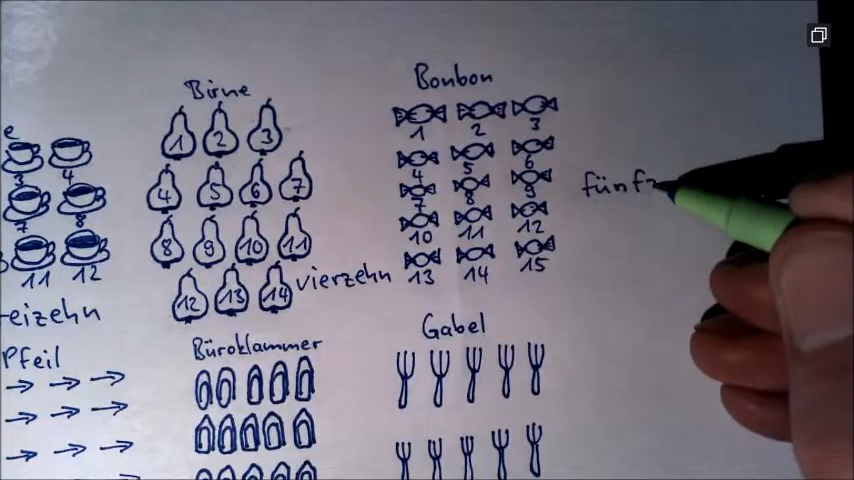 e
3 4
7 8
11 12
eizehn
Birne
1 2 3
4 5 6 7
8 9 10 11
12 13 14 vierzehn
Bonbon
1 2 3
4 5 6
7 8 9
10 11 12
13 14 15
fünfz
Pfeil
Büroklammer
Gabel